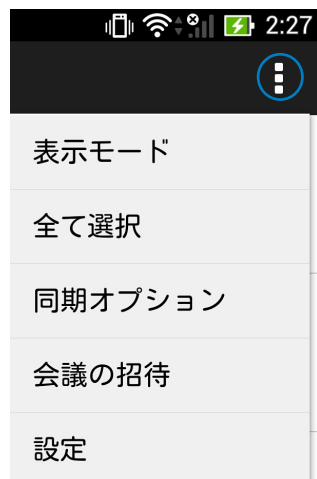 2:27
表示モード
全て選択
同期オプション
会議の招待
設定